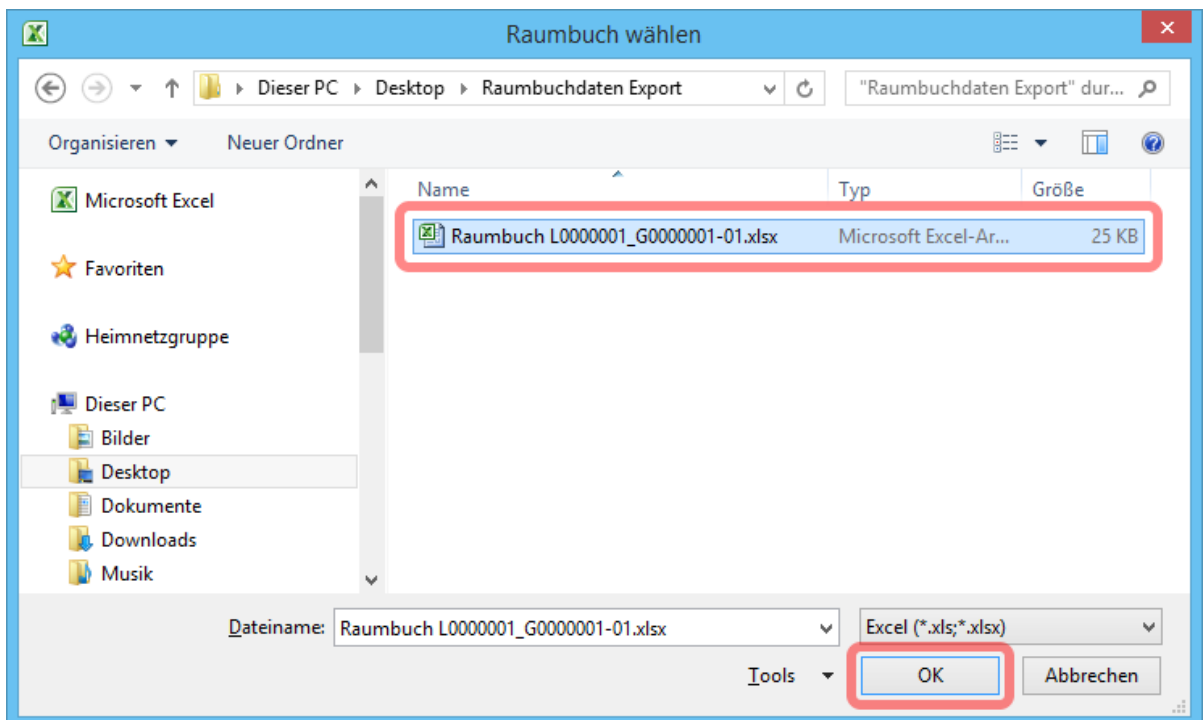 Raumbuch wählen
Dieser PC Desktop Raumbuchdaten Export "Raumbuchdaten Export" dur...
Organisieren Neuer Ordner
Name Typ Größe
Microsoft Excel
Raumbuch L0000001_G0000001-01.xlsx Microsoft Excel-Ar... 25 KB
Favoriten
Heimnetzgruppe
Dieser PC
Bilder
Desktop
Dokumente
Downloads
Musik
Dateiname: Raumbuch L0000001_G0000001-01.xlsx Excel (*.xls;*.xlsx)
Tools OK Abbrechen